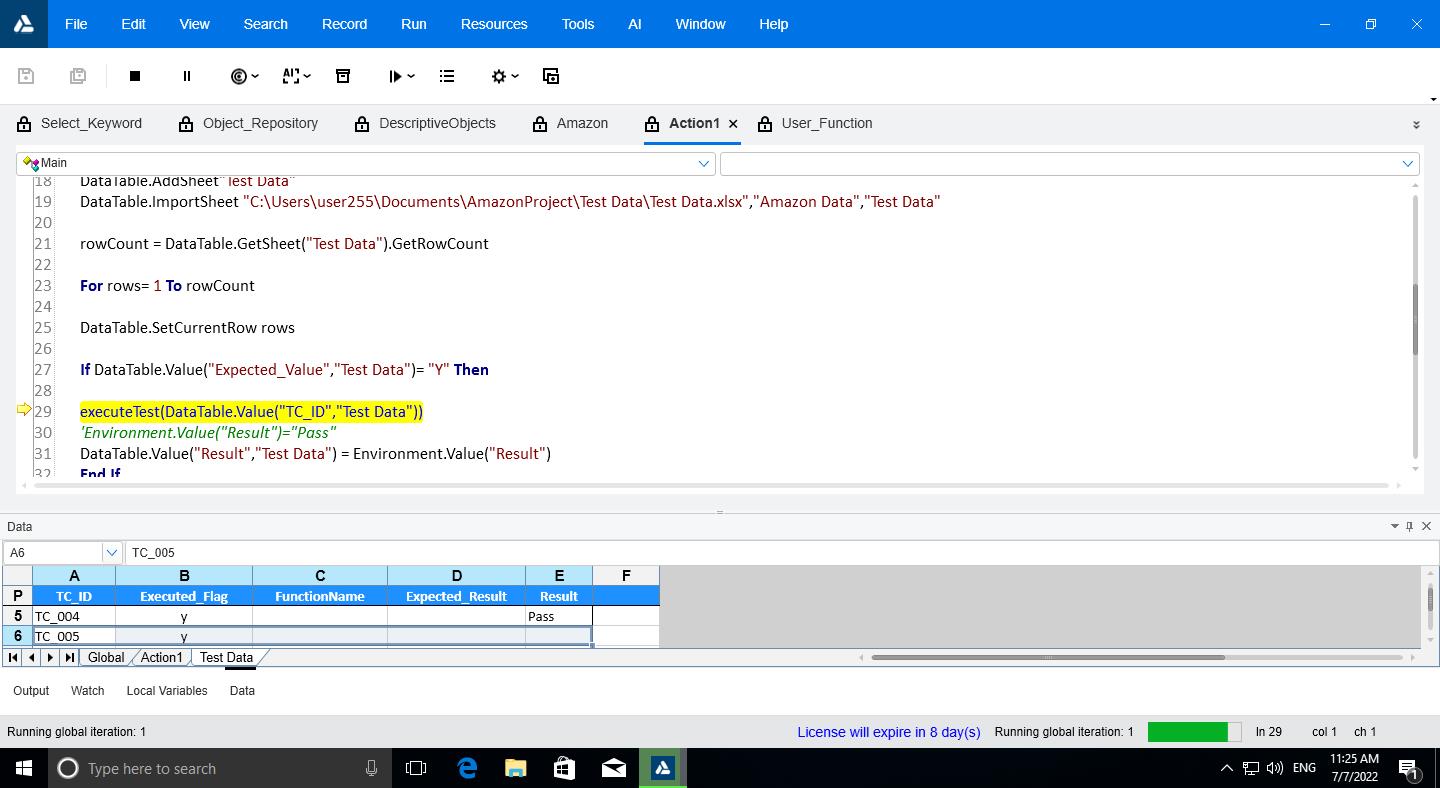 File Edit View Search Record Run Resources Tools AI Window Help
Select_Keyword Object_Repository DescriptiveObjects Amazon Action1 User_Function
Main
18 DataTable.AddSheet"Test Data"
19 DataTable.ImportSheet "C:\Users\user255\Documents\AmazonProject\Test Data\Test Data.xlsx","Amazon Data","Test Data"
20
21 rowCount = DataTable.GetSheet("Test Data").GetRowCount
22
23 For rows= 1 To rowCount
24
25 DataTable.SetCurrentRow rows
26
27 If DataTable.Value("Expected_Value","Test Data")= "Y" Then
28
29 executeTest(DataTable.Value("TC_ID","Test Data"))
30 'Environment.Value("Result")="Pass"
31 DataTable.Value("Result","Test Data") = Environment.Value("Result")
32 End If
Data
A6 TC_005
A B C D E F
P TC_ID Executed_Flag FunctionName Expected_Result Result
5 TC_004 y Pass
6 TC_005 y
Global Action1 Test Data
Output Watch Local Variables Data
Running global iteration: 1 License will expire in 8 day(s) Running global iteration: 1 ln 29 col 1 ch 1
Type here to search ENG 11:25 AM
7/7/2022 1